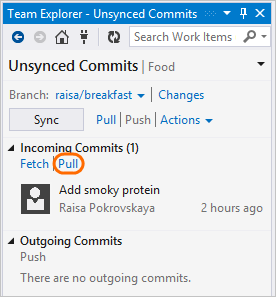 Team Explorer - Unsynced Commits
Search Work Items
Unsynced Commits | Food
Branch: raisa/breakfast | Changes
Sync Pull | Push | Actions
Incoming Commits (1)
Fetch | Pull
Add smoky protein
Raisa Pokrovskaya 2 hours ago
Outgoing Commits
Push
There are no outgoing commits.